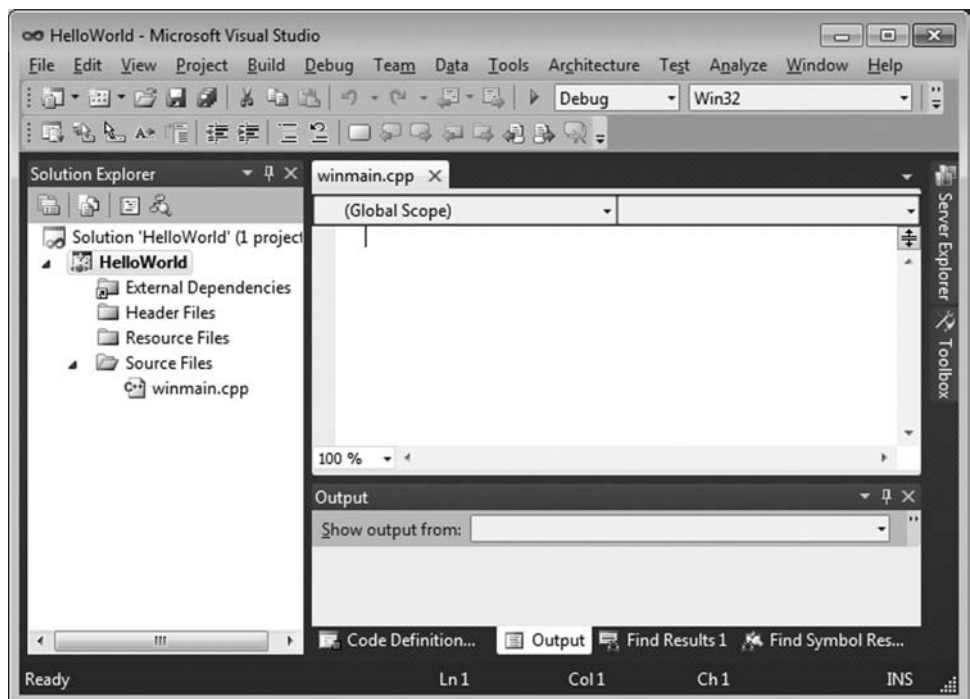 HelloWorld - Microsoft Visual Studio
File Edit View Project Build Debug Team Data Tools Architecture Test Analyze Window Help
Debug Win32
Solution Explorer
Solution 'HelloWorld' (1 project
HelloWorld
External Dependencies
Header Files
Resource Files
Source Files
winmain.cpp
winmain.cpp
(Global Scope)
100 %
Output
Show output from:
Code Definition... Output Find Results 1 Find Symbol Res...
Server Explorer
Toolbox
Ready Ln 1 Col 1 Ch 1 INS